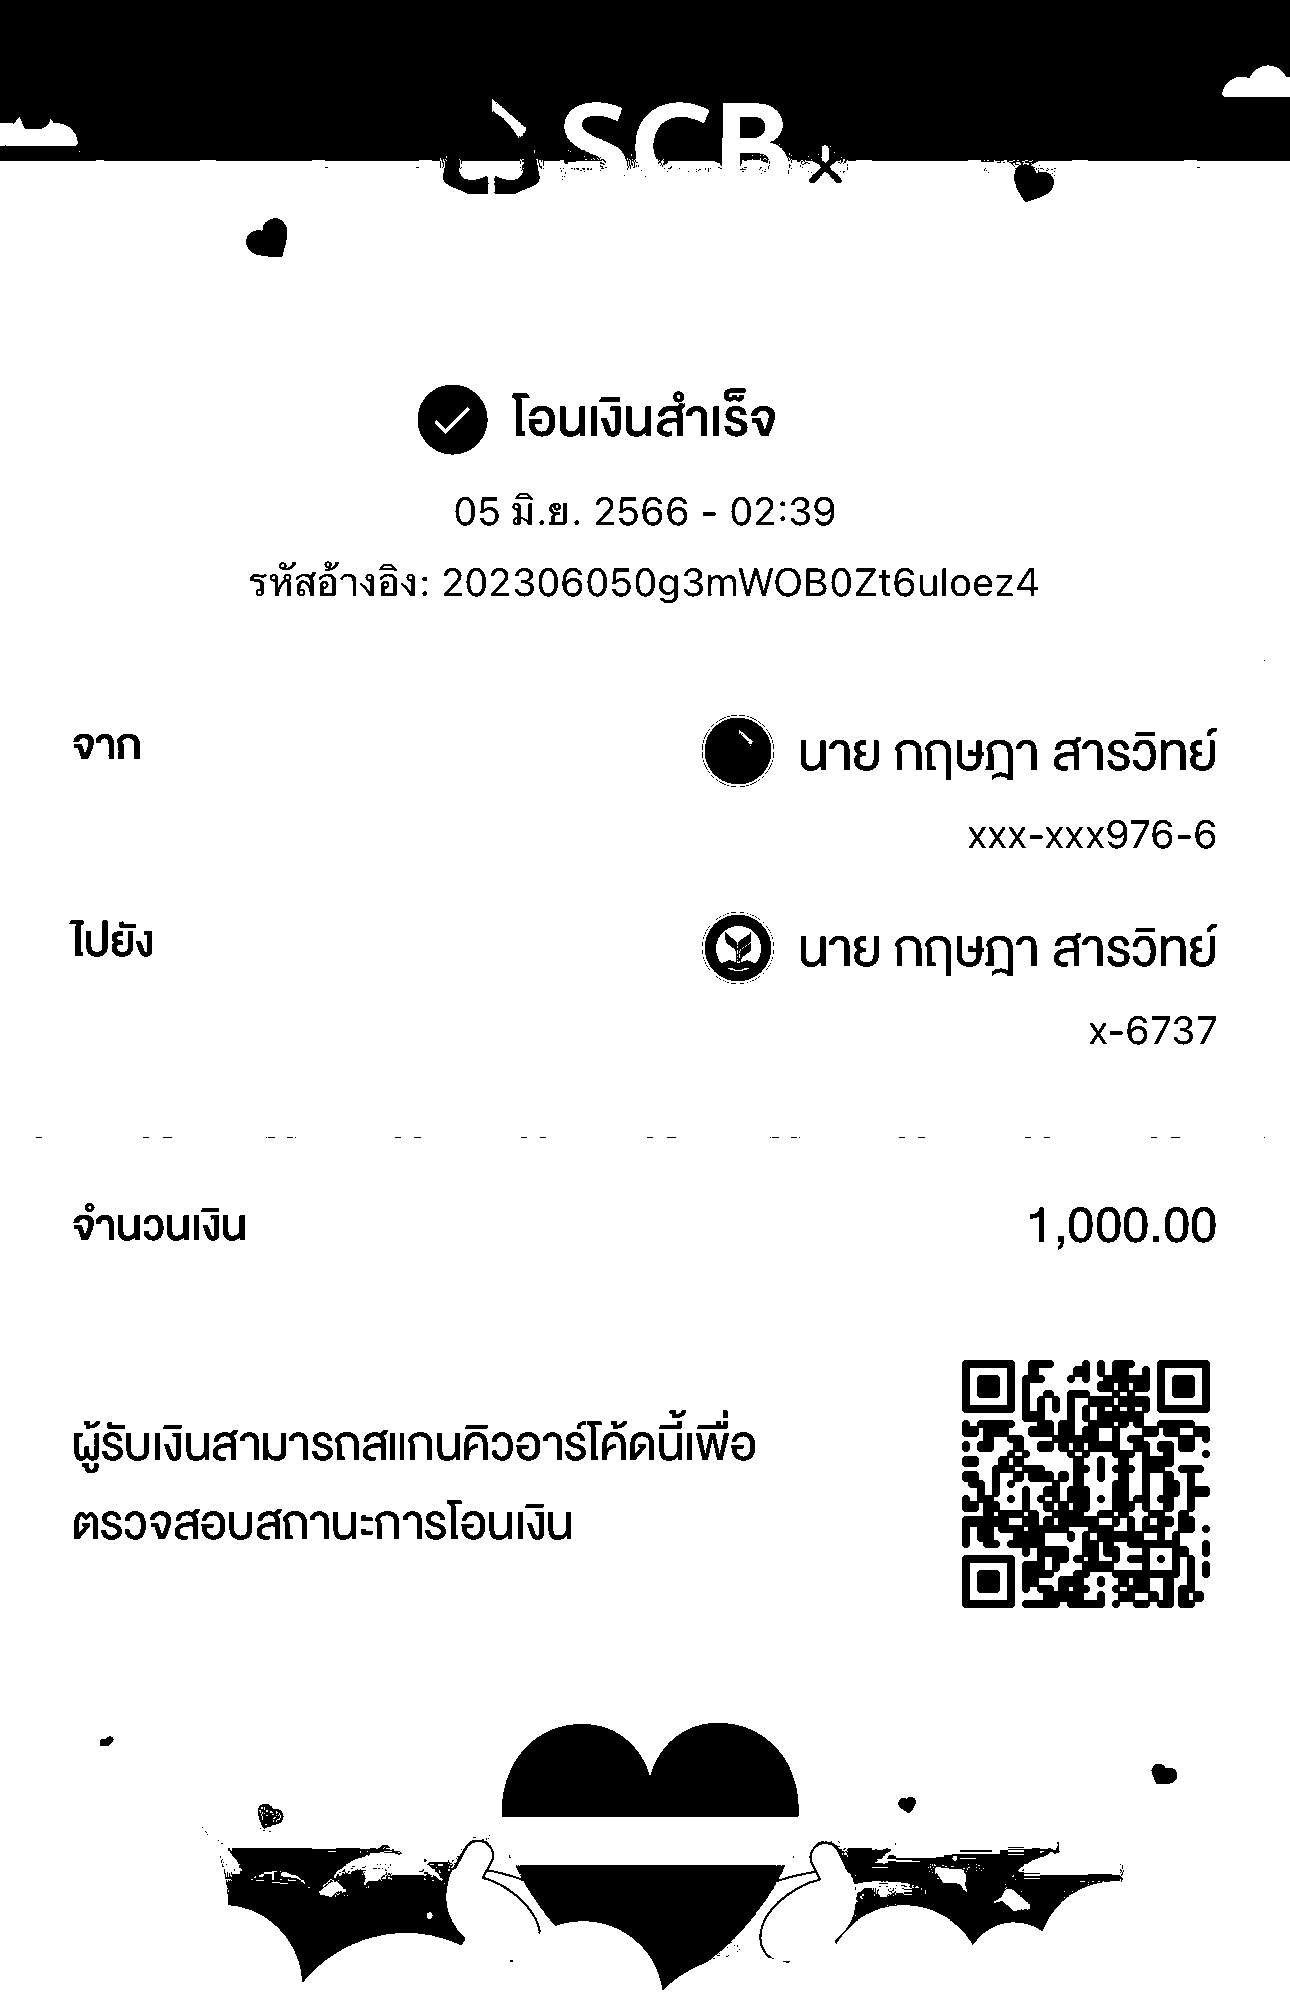 SCB
โอนเงินสำเร็จ
05 มิ.ย. 2566 - 02:39
รหัสอ้างอิง: 202306050g3mWOB0Zt6uloez4
จาก
นาย กฤษฎา สารวิทย์
xxx-xxx976-6
ไปยัง
นาย กฤษฎา สารวิทย์
x-6737
จำนวนเงิน
1,000.00
ผู้รับเงินสามารถสแกนคิวอาร์โค้ดนี้เพื่อ
ตรวจสอบสถานะการโอนเงิน